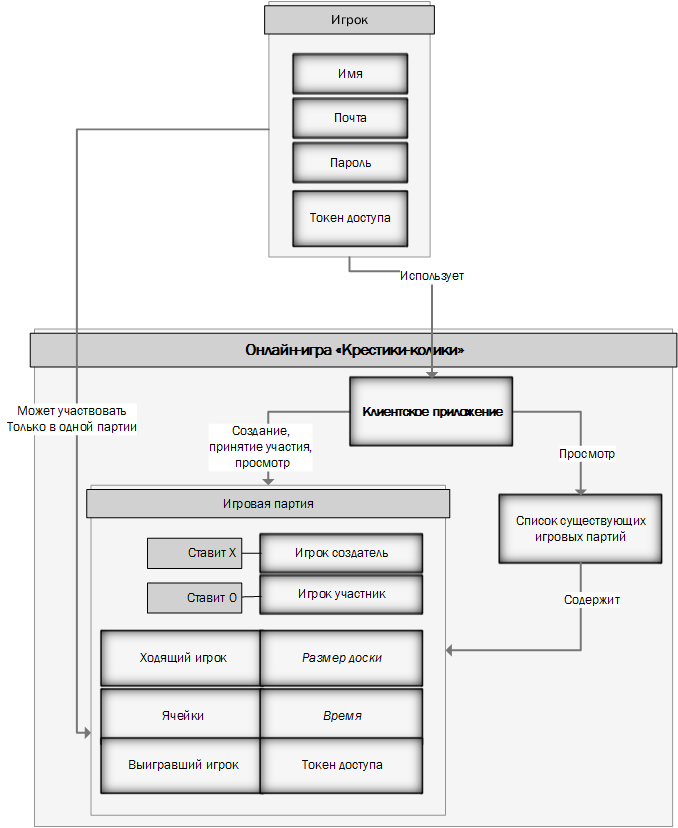 Игрок
Имя
Почта
Пароль
Токен доступа
Использует
Онлайн-игра «Крестики-колики»
Клиентское приложение
Может участвовать
Только в одной партии
Создание,
принятие участия,
просмотр
Просмотр
Игровая партия
Список существующих
игровых партий
Ставит X
Игрок создатель
Ставит O
Игрок участник
Содержит
Ходящий игрок
Размер доски
Ячейки
Время
Выигравший игрок
Токен доступа